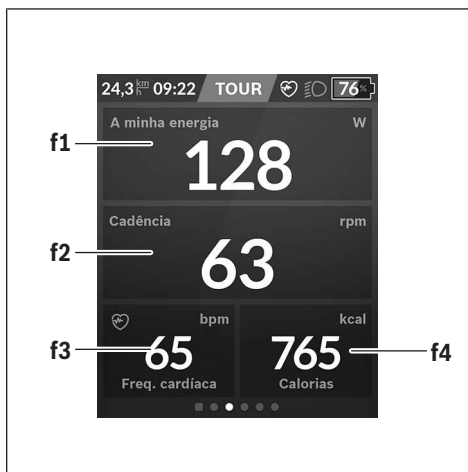 24,3 km/h 09:22 TOUR 76%
A minha energia W
f1
128
Cadência rpm
f2
63
bpm kcal
f3 65 765 f4
Freq. cardíaca Calorias